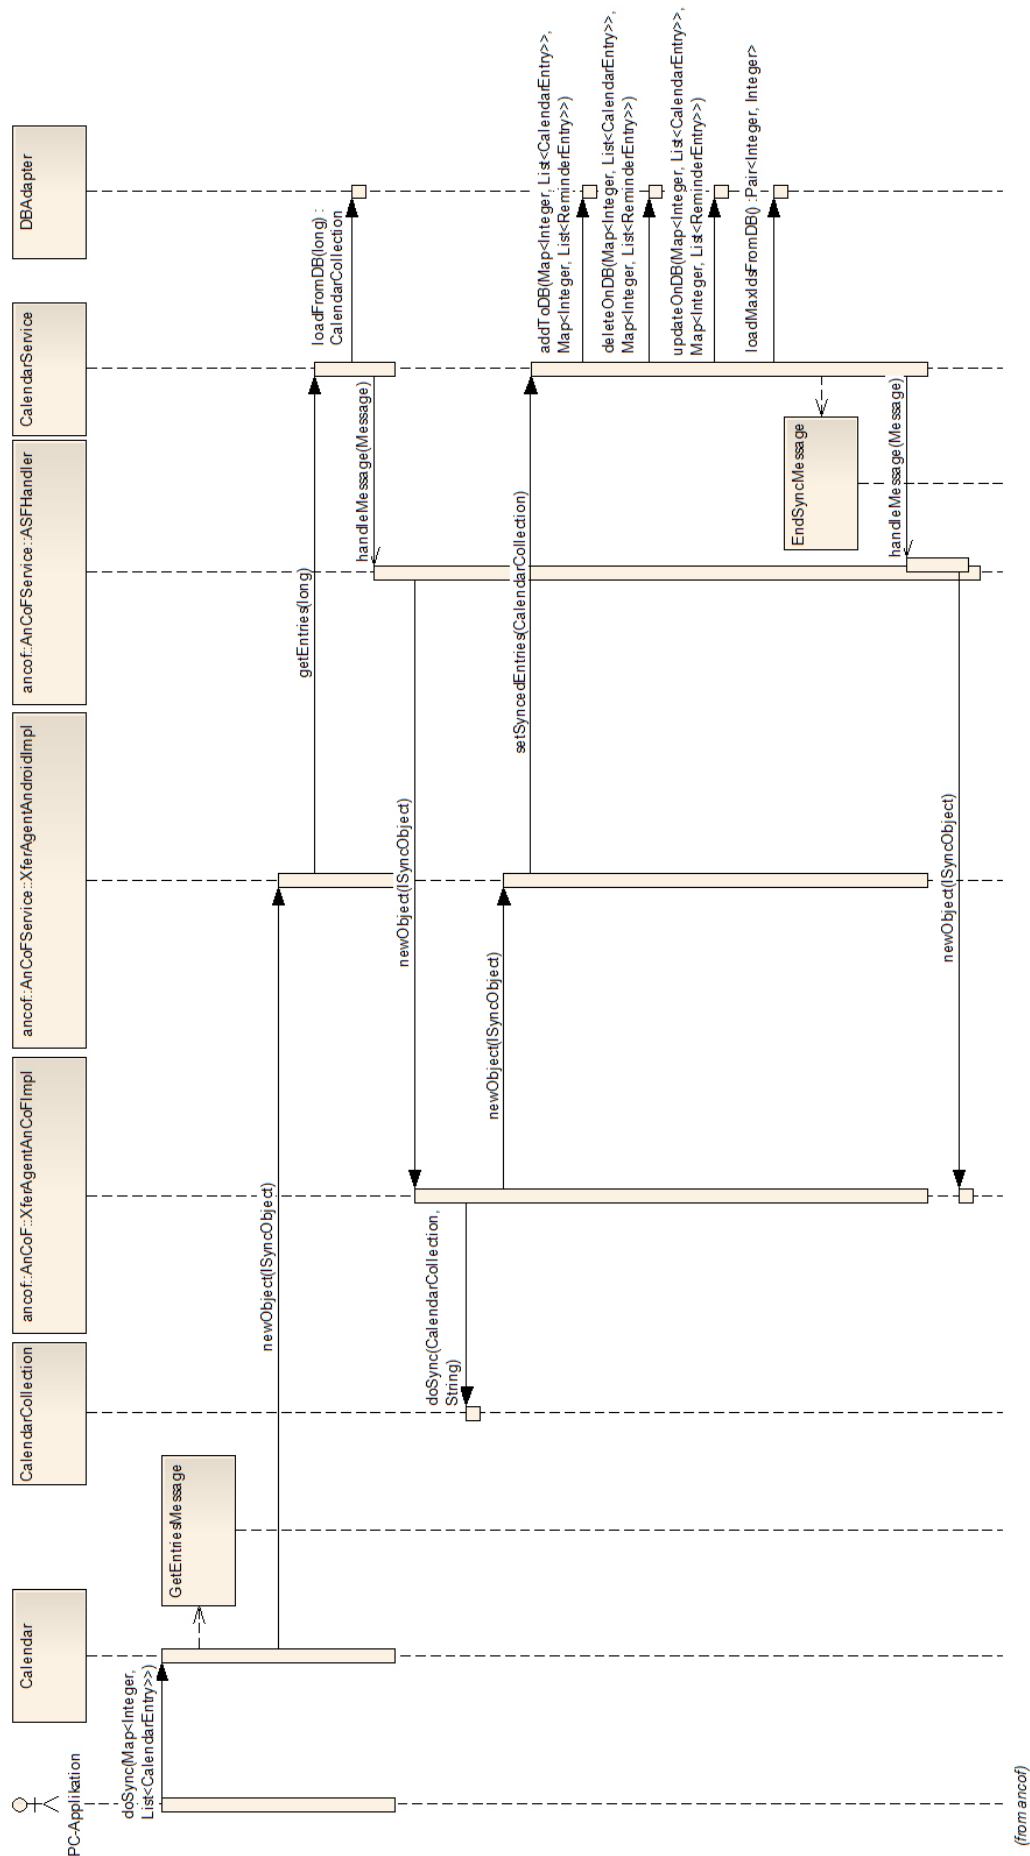 PC-Applikation
(from ancof)
Calendar
GetEntriesMessage
CalendarCollection
ancof::AnCoF::XferAgentAnCoFImpl
ancof::AnCoFService::XferAgentAndroidImpl
ancof::AnCoFService::ASFHandler
CalendarService
DBAdapter
EndSyncMessage
doSync(Map<Integer,
List<CalendarEntry>>)
newObject(ISyncObject)
getEntries(long)
loadFromDB(long) :
CalendarCollection
handleMessage(Message)
newObject(ISyncObject)
doSync(CalendarCollection,
String)
newObject(ISyncObject)
setSyncedEntries(CalendarCollection)
addToDB(Map<Integer, List<CalendarEntry>>,
Map<Integer, List<ReminderEntry>>)
deleteOnDB(Map<Integer, List<CalendarEntry>>,
Map<Integer, List<ReminderEntry>>)
updateOnDB(Map<Integer, List<CalendarEntry>>,
Map<Integer, List<ReminderEntry>>)
loadMaxIdsFromDB() :Pair<Integer, Integer>
handleMessage(Message)
newObject(ISyncObject)